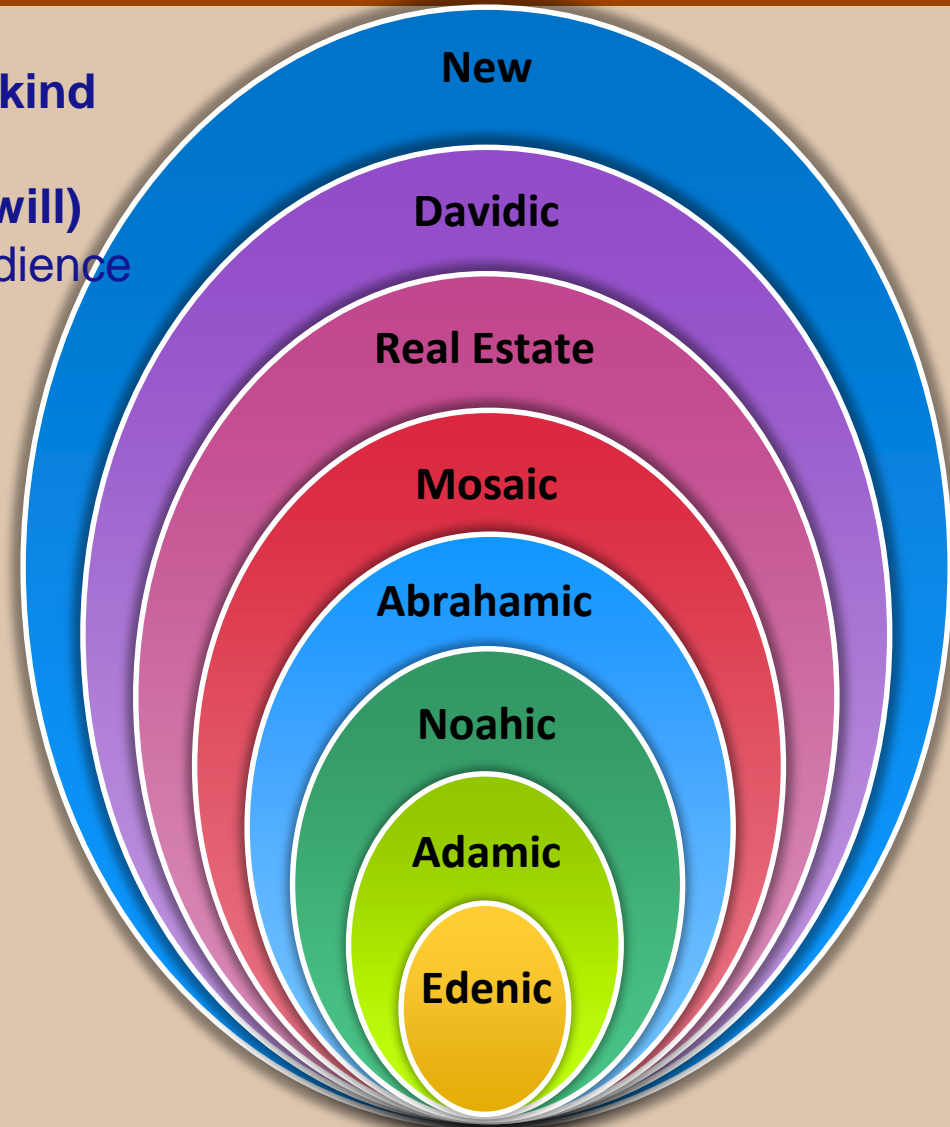 kind
will)
dience
New
Davidic
Real Estate
Mosaic
Abrahamic
Noahic
Adamic
Edenic